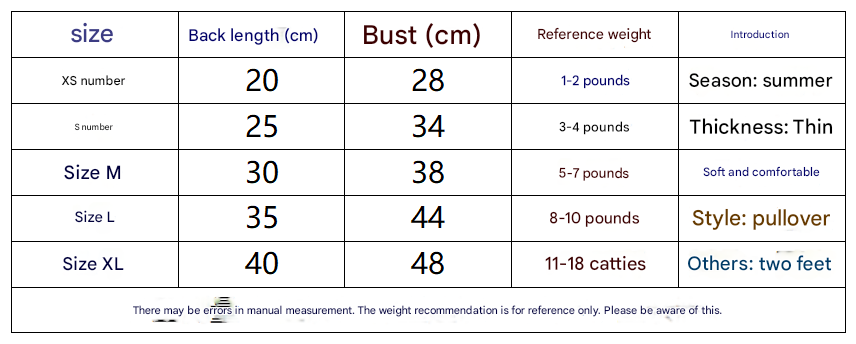 size Back length (cm) Bust (cm) Reference weight Introduction
XS number 20 28 1-2 pounds Season: summer
S number 25 34 3-4 pounds Thickness: Thin
Size M 30 38 5-7 pounds Soft and comfortable
Size L 35 44 8-10 pounds Style: pullover
Size XL 40 48 11-18 catties Others: two feet
There may be errors in manual measurement. The weight recommendation is for reference only. Please be aware of this.